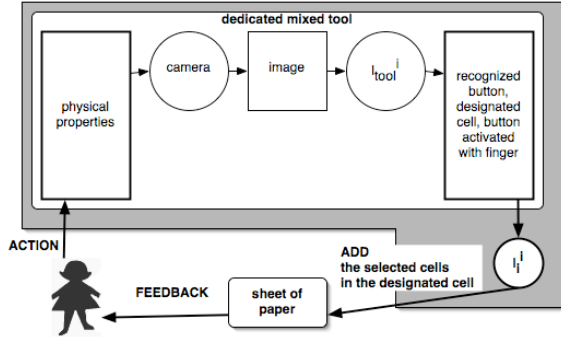 dedicated mixed tool
physical
properties
camera
image
I tool i
recognized
button,
designated
cell, button
activated
with finger
ACTION
I i i
ADD
the selected cells
in the designated cell
FEEDBACK
sheet of
paper